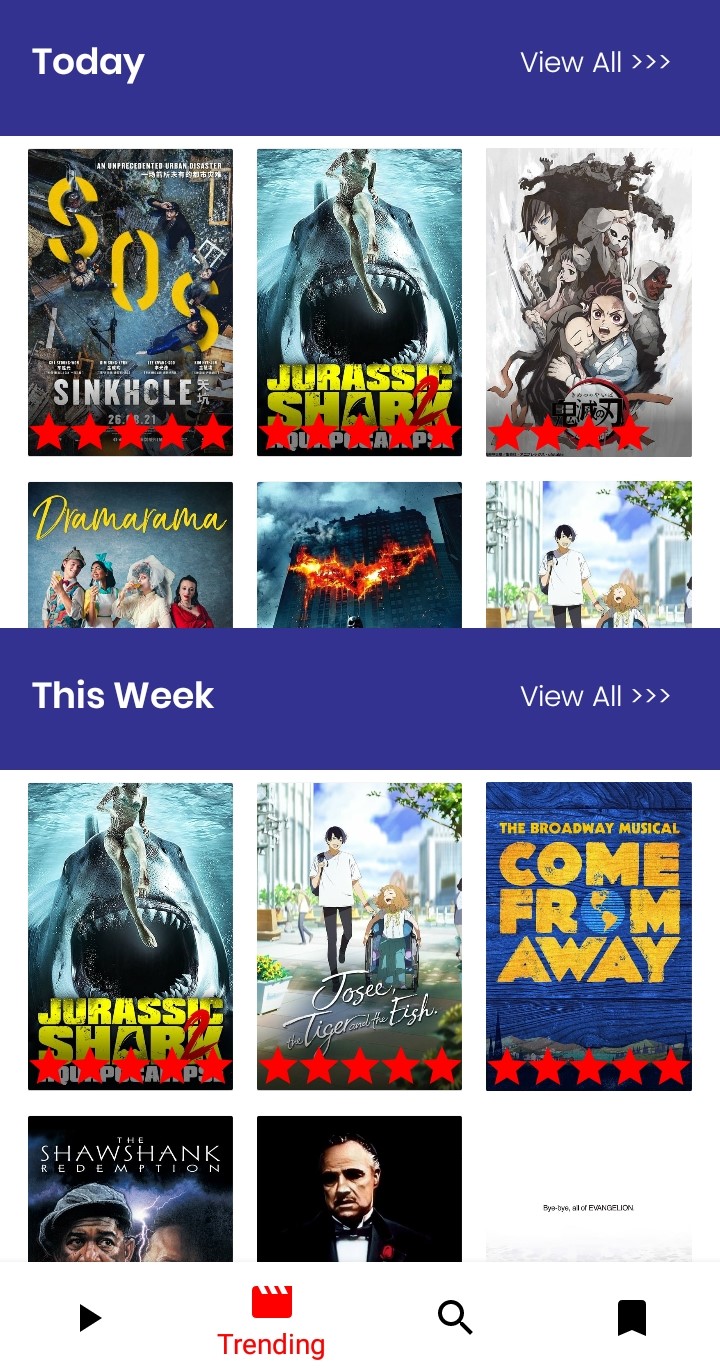 Today
View All >>>
AN UNPRECEDENTED URBAN DISASTER
一场前所未有的都市灾难
SOS
SINKHOLE 天坑
26.08.21
JURASSIC
SHARK 2
AQUAPOCALYPSE
鬼滅の刃
Dramarama
This Week
View All >>>
JURASSIC
SHARK 2
AQUAPOCALYPSE
Josee,
the Tiger and the Fish.
THE BROADWAY MUSICAL
COME
FROM
AWAY
THE
SHAWSHANK
REDEMPTION
Bye-bye, all of EVANGELION.
Trending